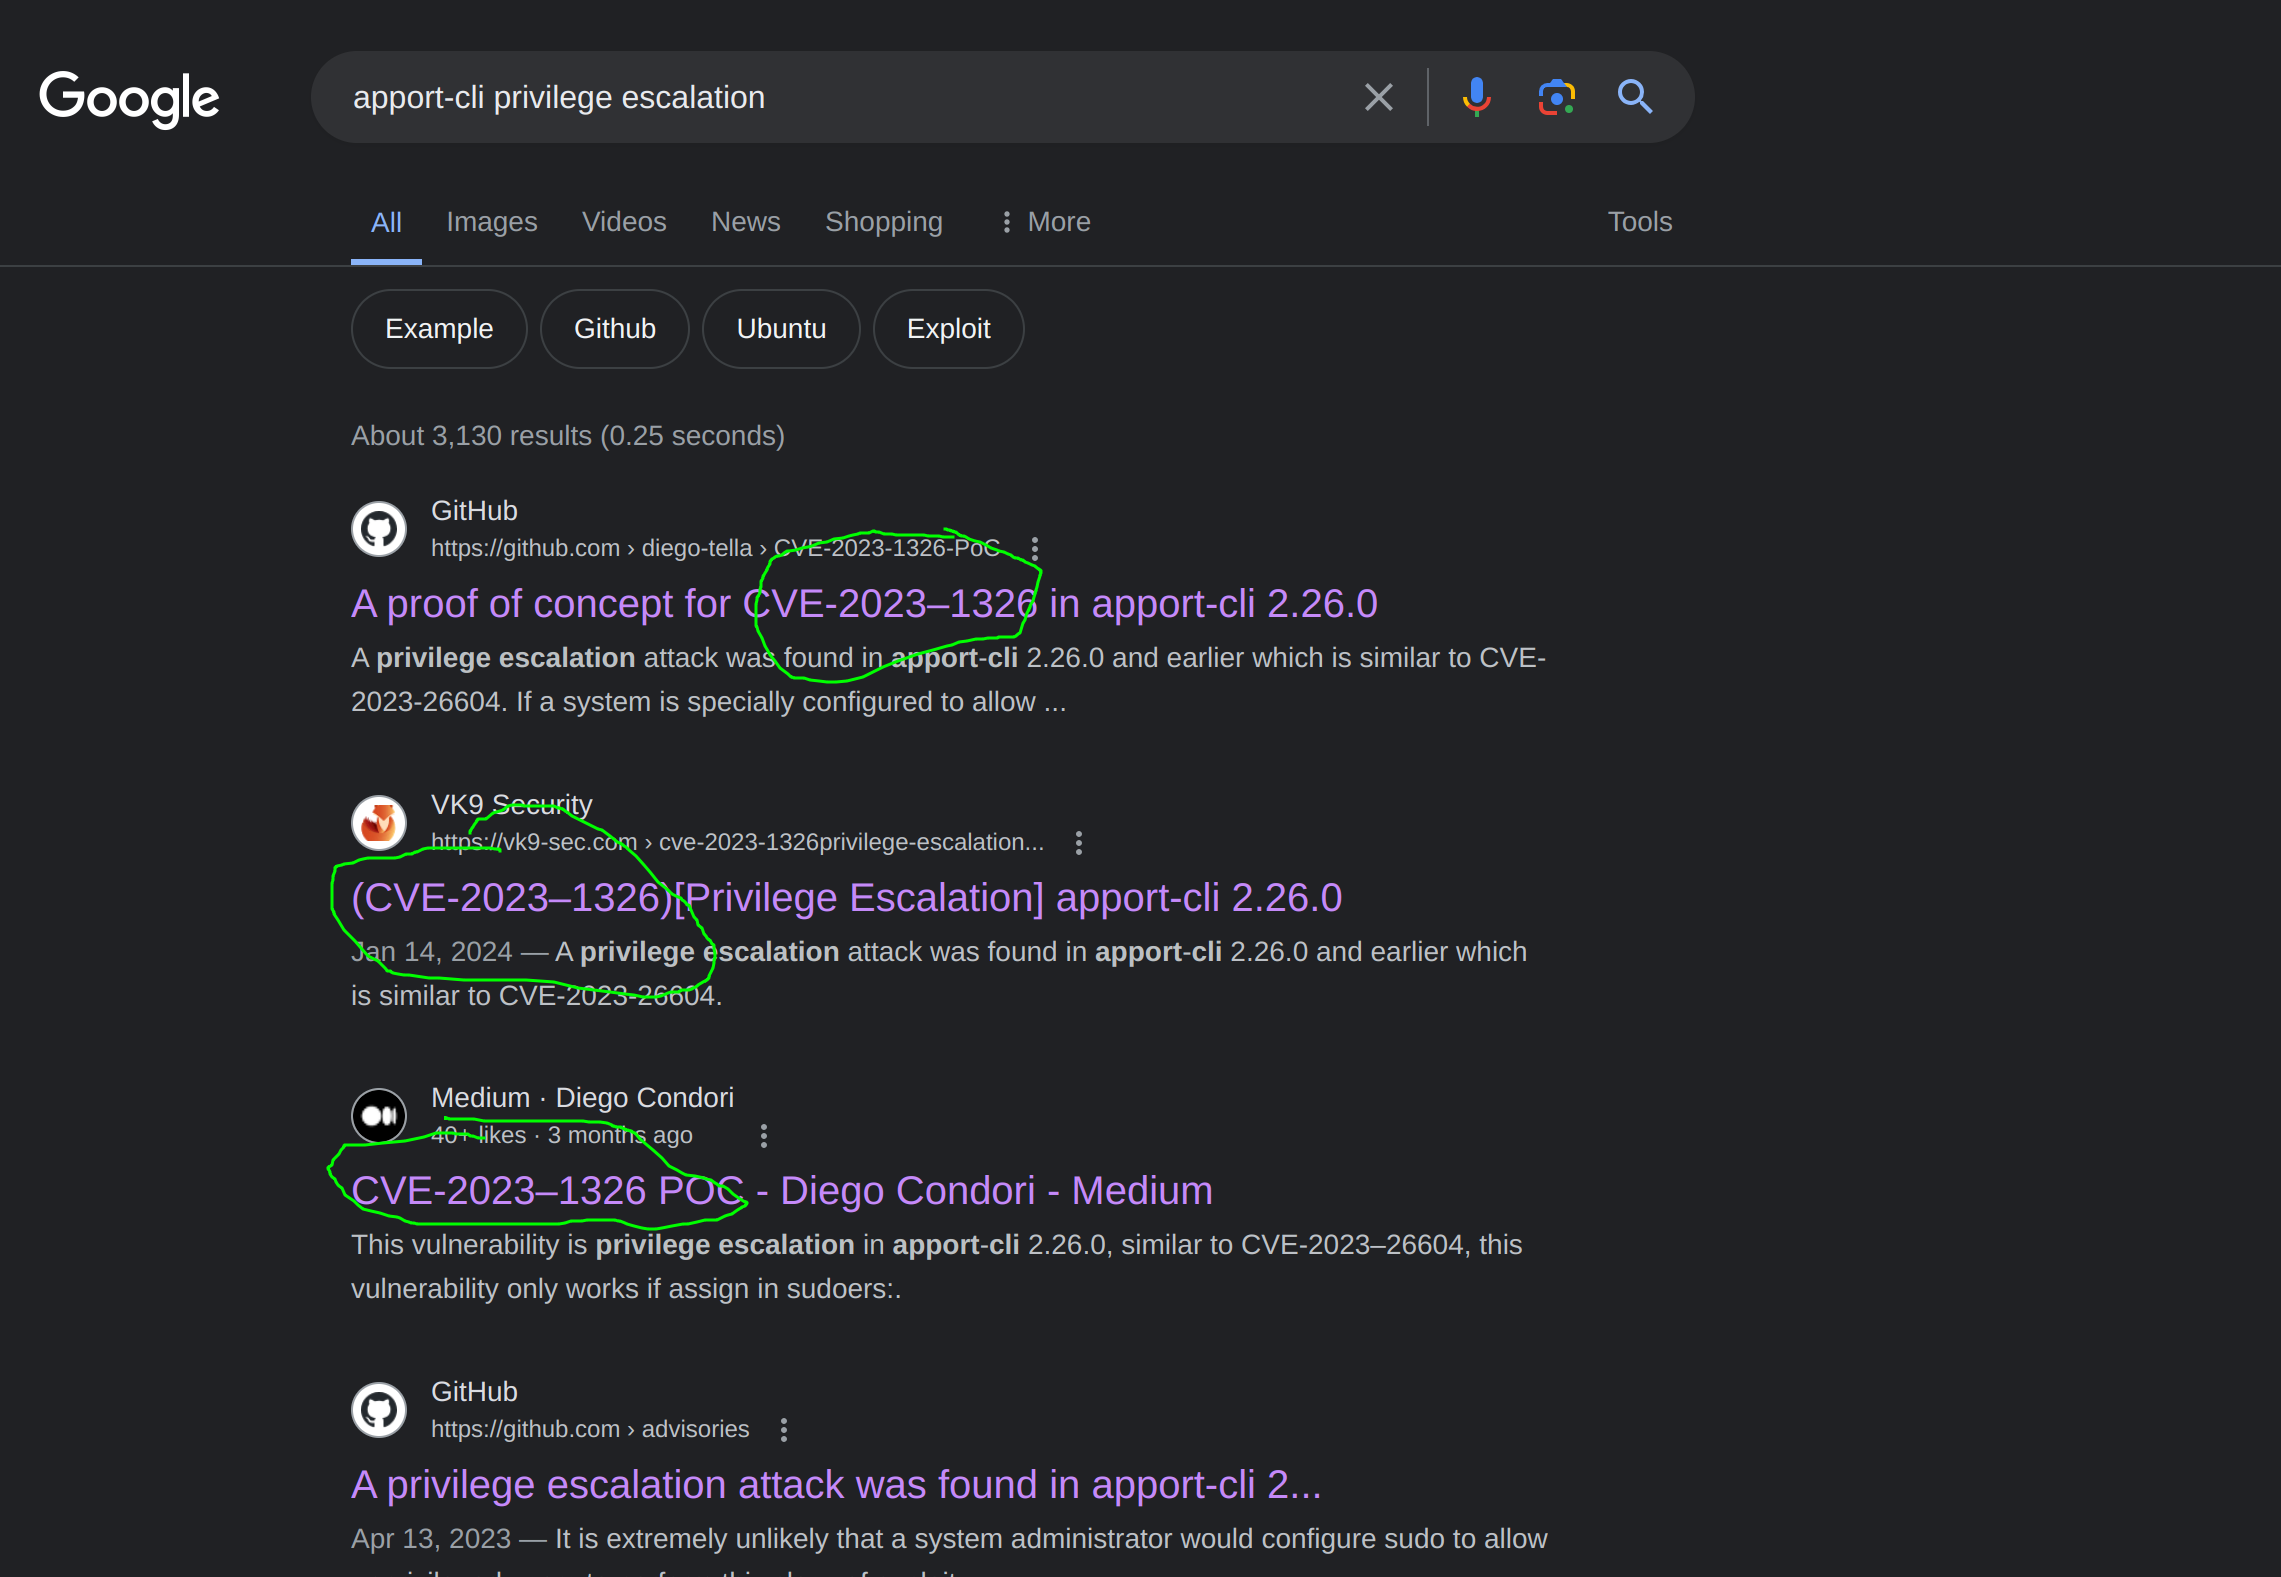 Google
apport-cli privilege escalation
All Images Videos News Shopping More Tools
Example Github Ubuntu Exploit
About 3,130 results (0.25 seconds)
GitHub
https://github.com › diego-tella › CVE-2023-1326-PoC
A proof of concept for CVE-2023–1326 in apport-cli 2.26.0
A privilege escalation attack was found in apport-cli 2.26.0 and earlier which is similar to CVE-
2023-26604. If a system is specially configured to allow ...
VK9 Security
https://vk9-sec.com › cve-2023-1326privilege-escalation...
(CVE-2023–1326)[Privilege Escalation] apport-cli 2.26.0
Jan 14, 2024 — A privilege escalation attack was found in apport-cli 2.26.0 and earlier which
is similar to CVE-2023-26604.
Medium · Diego Condori
40+ likes · 3 months ago
CVE-2023–1326 POC - Diego Condori - Medium
This vulnerability is privilege escalation in apport-cli 2.26.0, similar to CVE-2023–26604, this
vulnerability only works if assign in sudoers:.
GitHub
https://github.com › advisories
A privilege escalation attack was found in apport-cli 2...
Apr 13, 2023 — It is extremely unlikely that a system administrator would configure sudo to allow